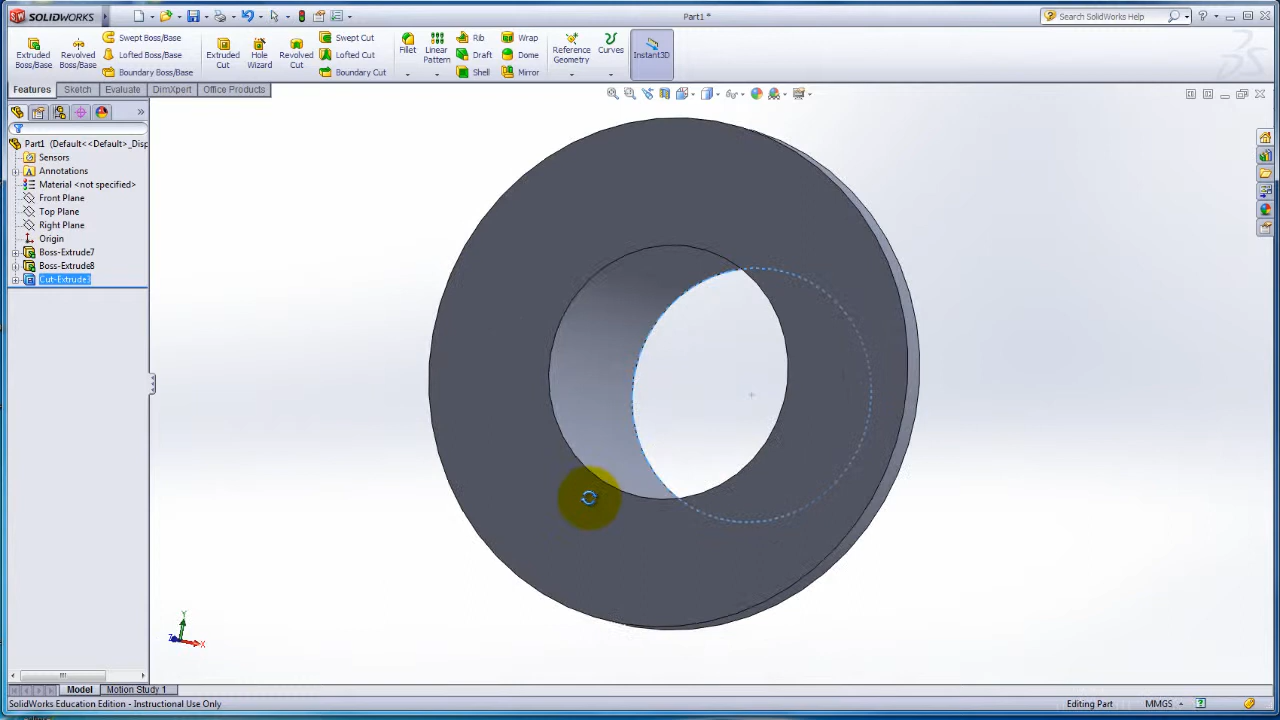 SOLIDWORKS
Part1 *
Search SolidWorks Help
Extruded Boss/Base
Revolved Boss/Base
Swept Boss/Base
Lofted Boss/Base
Boundary Boss/Base
Extruded Cut
Hole Wizard
Revolved Cut
Swept Cut
Lofted Cut
Boundary Cut
Fillet
Linear Pattern
Rib
Draft
Shell
Wrap
Dome
Mirror
Reference Geometry
Curves
Instant3D
Features Sketch Evaluate DimXpert Office Products
Part1 (Default<<Default>_Disp
Sensors
Annotations
Material <not specified>
Front Plane
Top Plane
Right Plane
Origin
Boss-Extrude7
Boss-Extrude8
Cut-Extrude3
Y
Z X
Model Motion Study 1
SolidWorks Education Edition - Instructional Use Only
Editing Part MMGS